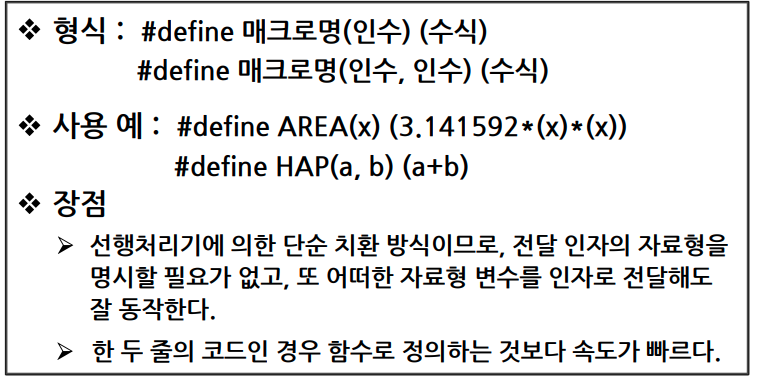 ❖ 형식 : #define 매크로명(인수) (수식)
#define 매크로명(인수, 인수) (수식)
❖ 사용 예 : #define AREA(x) (3.141592*(x)*(x))
#define HAP(a, b) (a+b)
❖ 장점
➢ 선행처리기에 의한 단순 치환 방식이므로, 전달 인자의 자료형을
명시할 필요가 없고, 또 어떠한 자료형 변수를 인자로 전달해도
잘 동작한다.
➢ 한 두 줄의 코드인 경우 함수로 정의하는 것보다 속도가 빠르다.